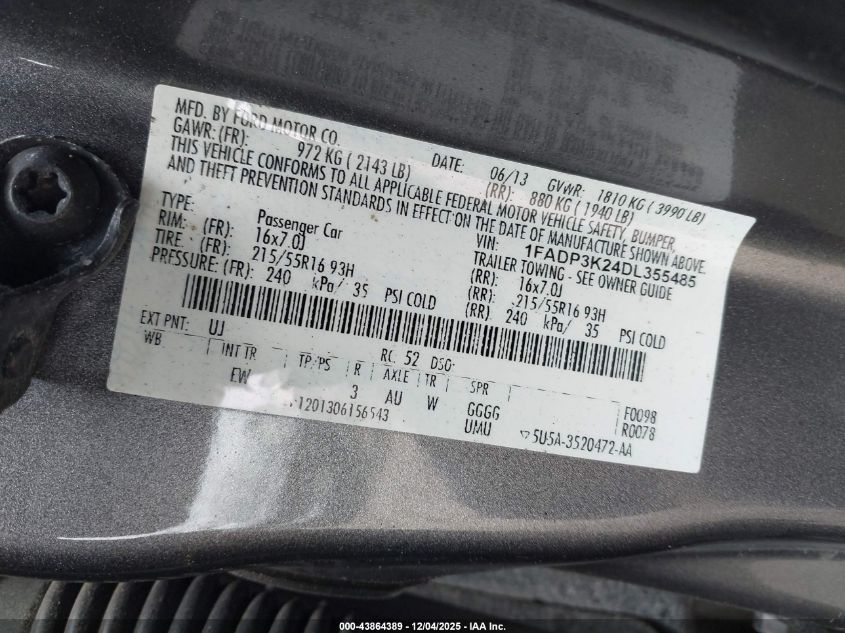 MFD. BY FORD MOTOR CO.
DATE: 06/13 GVWR: 1810 KG ( 3990 LB)
GAWR: (FR): 972 KG ( 2143 LB) (RR): 880 KG ( 1940 LB)
THIS VEHICLE CONFORMS TO ALL APPLICABLE FEDERAL MOTOR VEHICLE SAFETY, BUMPER,
AND THEFT PREVENTION STANDARDS IN EFFECT ON THE DATE OF MANUFACTURE SHOWN ABOVE.
VIN: 1FADP3K24DL355485
TYPE: Passenger Car TRAILER TOWING - SEE OWNER GUIDE
RIM: (FR): 16x7.0J (RR): 16x7.0J
TIRE: (FR): 215/55R16 93H (RR): 215/55R16 93H
PRESSURE: (FR): 240 kPa/ 35 PSI COLD (RR) 240 kPa/ 35 PSI COLD
EXT PNT: UJ RC 52 DSO:
WB INT TR TP/PS R AXLE TR SPR
EW 3 AU W GGGG F0098
UMU R0078
1201306156543 5U5A-3520472-AA
000-43864389 - 12/04/2025 - IAA Inc.